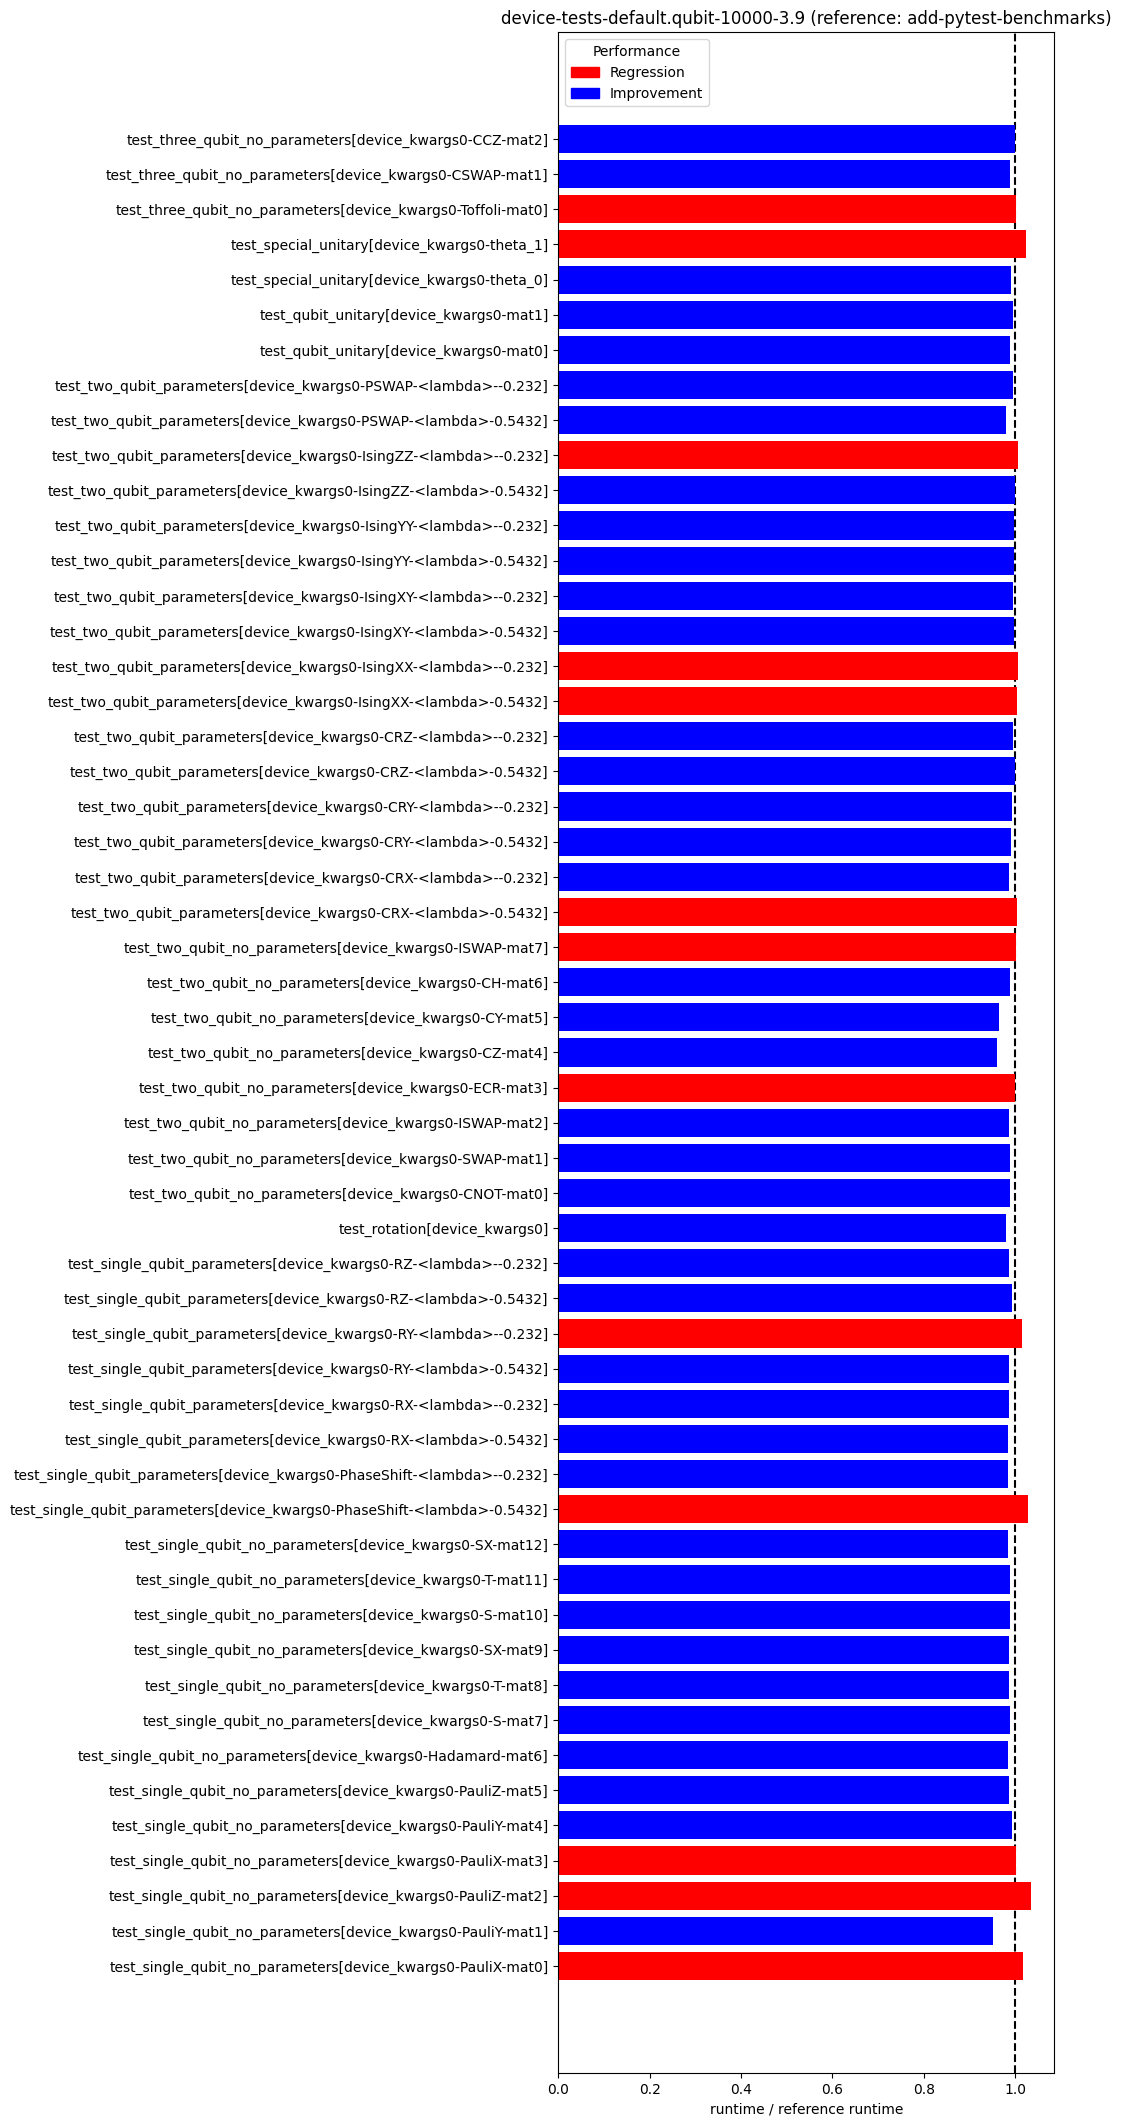 device-tests-default.qubit-10000-3.9 (reference: add-pytest-benchmarks)
Performance
Regression
Improvement
test_three_qubit_no_parameters[device_kwargs0-CCZ-mat2]
test_three_qubit_no_parameters[device_kwargs0-CSWAP-mat1]
test_three_qubit_no_parameters[device_kwargs0-Toffoli-mat0]
test_special_unitary[device_kwargs0-theta_1]
test_special_unitary[device_kwargs0-theta_0]
test_qubit_unitary[device_kwargs0-mat1]
test_qubit_unitary[device_kwargs0-mat0]
test_two_qubit_parameters[device_kwargs0-PSWAP-<lambda>--0.232]
test_two_qubit_parameters[device_kwargs0-PSWAP-<lambda>-0.5432]
test_two_qubit_parameters[device_kwargs0-IsingZZ-<lambda>--0.232]
test_two_qubit_parameters[device_kwargs0-IsingZZ-<lambda>-0.5432]
test_two_qubit_parameters[device_kwargs0-IsingYY-<lambda>--0.232]
test_two_qubit_parameters[device_kwargs0-IsingYY-<lambda>-0.5432]
test_two_qubit_parameters[device_kwargs0-IsingXY-<lambda>--0.232]
test_two_qubit_parameters[device_kwargs0-IsingXY-<lambda>-0.5432]
test_two_qubit_parameters[device_kwargs0-IsingXX-<lambda>--0.232]
test_two_qubit_parameters[device_kwargs0-IsingXX-<lambda>-0.5432]
test_two_qubit_parameters[device_kwargs0-CRZ-<lambda>--0.232]
test_two_qubit_parameters[device_kwargs0-CRZ-<lambda>-0.5432]
test_two_qubit_parameters[device_kwargs0-CRY-<lambda>--0.232]
test_two_qubit_parameters[device_kwargs0-CRY-<lambda>-0.5432]
test_two_qubit_parameters[device_kwargs0-CRX-<lambda>--0.232]
test_two_qubit_parameters[device_kwargs0-CRX-<lambda>-0.5432]
test_two_qubit_no_parameters[device_kwargs0-ISWAP-mat7]
test_two_qubit_no_parameters[device_kwargs0-CH-mat6]
test_two_qubit_no_parameters[device_kwargs0-CY-mat5]
test_two_qubit_no_parameters[device_kwargs0-CZ-mat4]
test_two_qubit_no_parameters[device_kwargs0-ECR-mat3]
test_two_qubit_no_parameters[device_kwargs0-ISWAP-mat2]
test_two_qubit_no_parameters[device_kwargs0-SWAP-mat1]
test_two_qubit_no_parameters[device_kwargs0-CNOT-mat0]
test_rotation[device_kwargs0]
test_single_qubit_parameters[device_kwargs0-RZ-<lambda>--0.232]
test_single_qubit_parameters[device_kwargs0-RZ-<lambda>-0.5432]
test_single_qubit_parameters[device_kwargs0-RY-<lambda>--0.232]
test_single_qubit_parameters[device_kwargs0-RY-<lambda>-0.5432]
test_single_qubit_parameters[device_kwargs0-RX-<lambda>--0.232]
test_single_qubit_parameters[device_kwargs0-RX-<lambda>-0.5432]
test_single_qubit_parameters[device_kwargs0-PhaseShift-<lambda>--0.232]
test_single_qubit_parameters[device_kwargs0-PhaseShift-<lambda>-0.5432]
test_single_qubit_no_parameters[device_kwargs0-SX-mat12]
test_single_qubit_no_parameters[device_kwargs0-T-mat11]
test_single_qubit_no_parameters[device_kwargs0-S-mat10]
test_single_qubit_no_parameters[device_kwargs0-SX-mat9]
test_single_qubit_no_parameters[device_kwargs0-T-mat8]
test_single_qubit_no_parameters[device_kwargs0-S-mat7]
test_single_qubit_no_parameters[device_kwargs0-Hadamard-mat6]
test_single_qubit_no_parameters[device_kwargs0-PauliZ-mat5]
test_single_qubit_no_parameters[device_kwargs0-PauliY-mat4]
test_single_qubit_no_parameters[device_kwargs0-PauliX-mat3]
test_single_qubit_no_parameters[device_kwargs0-PauliZ-mat2]
test_single_qubit_no_parameters[device_kwargs0-PauliY-mat1]
test_single_qubit_no_parameters[device_kwargs0-PauliX-mat0]
0.0 0.2 0.4 0.6 0.8 1.0
runtime / reference runtime